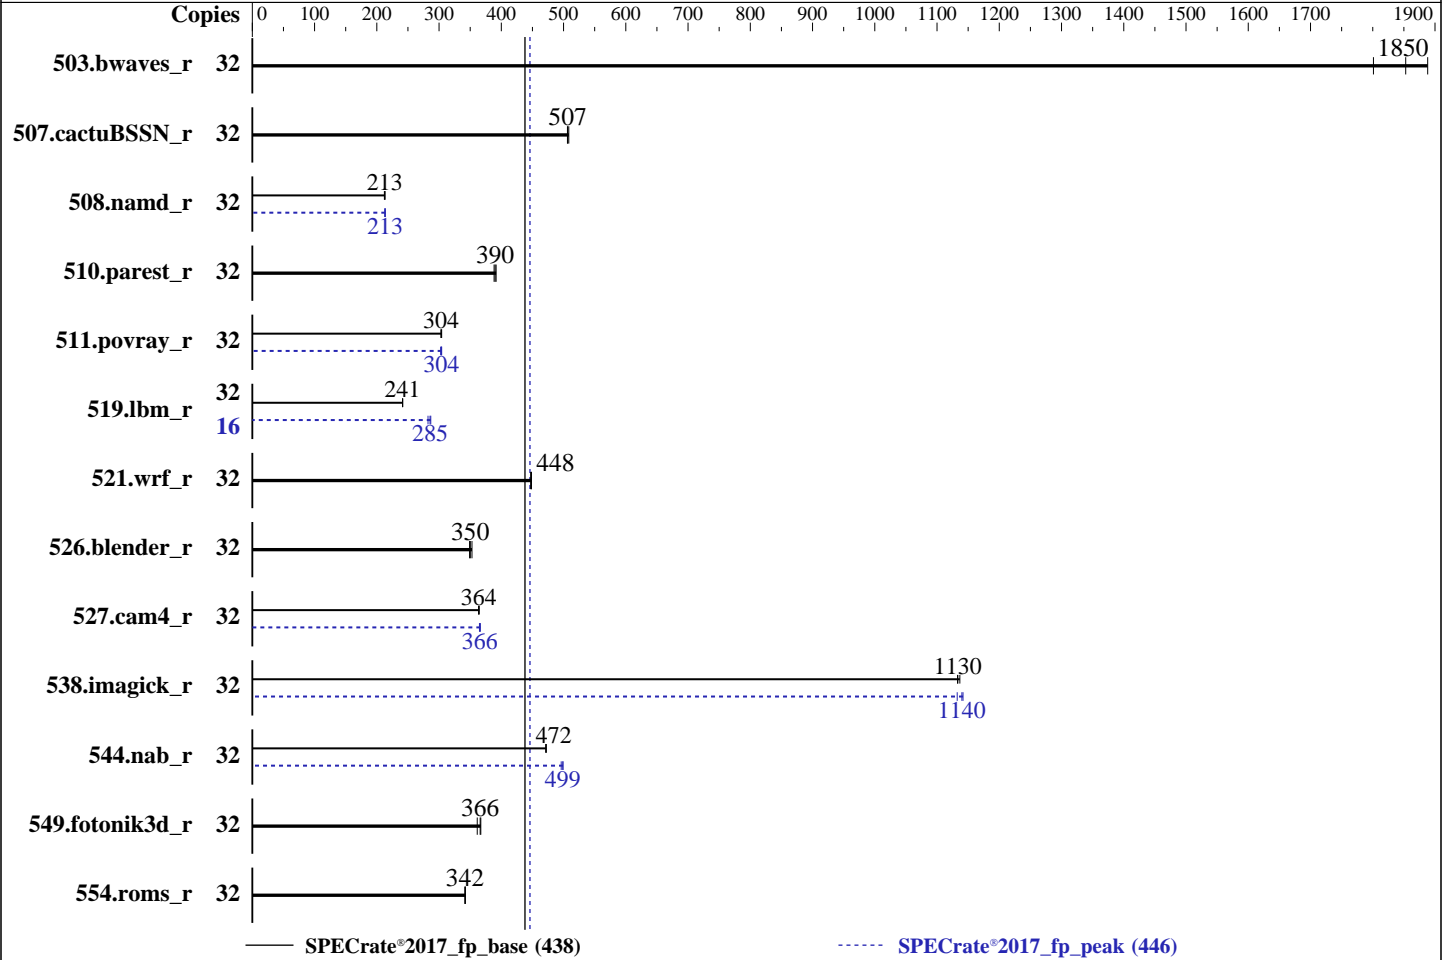 Copies 0 100 200 300 400 500 600 700 800 900 1000 1100 1200 1300 1400 1500 1600 1700 1900
503.bwaves_r 32 1850
507.cactuBSSN_r 32 507
508.namd_r 32 213
213
510.parest_r 32 390
511.povray_r 32 304
304
519.lbm_r 32 241
16 285
521.wrf_r 32 448
526.blender_r 32 350
527.cam4_r 32 364
366
538.imagick_r 32 1130
1140
544.nab_r 32 472
499
549.fotonik3d_r 32 366
554.roms_r 32 342
SPECrate®2017_fp_base (438) SPECrate®2017_fp_peak (446)